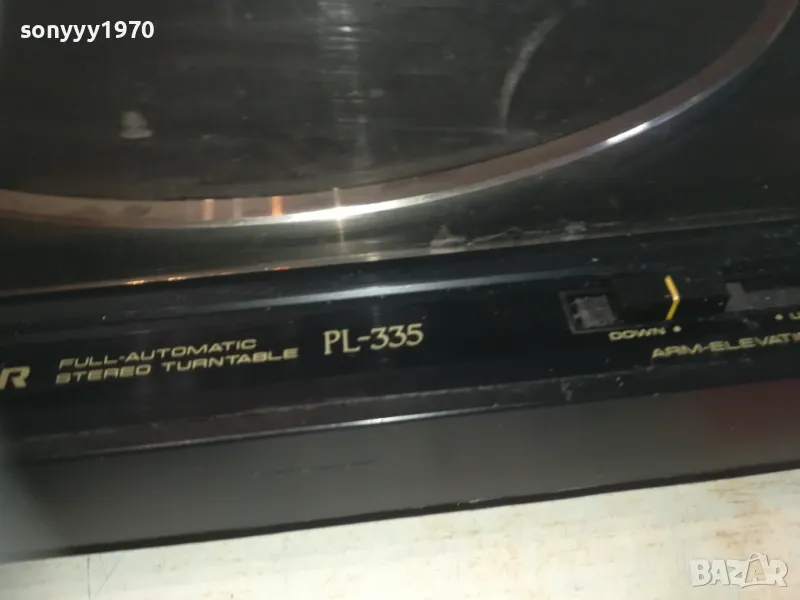 sonyyy1970
R FULL-AUTOMATIC
STEREO TURNTABLE PL-335
DOWN •
ARM-ELEVATI
BAZAR